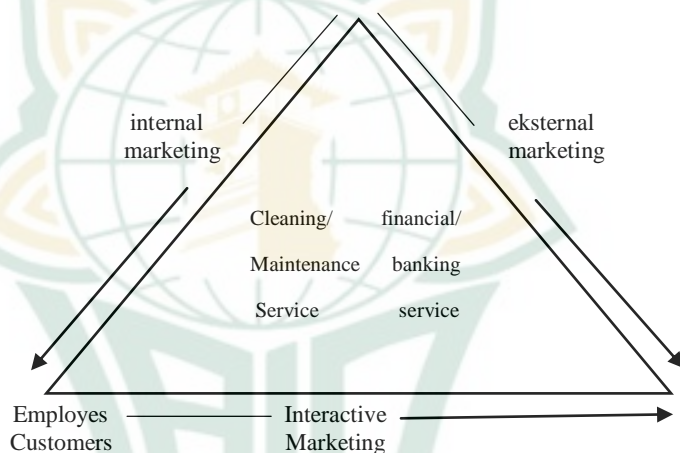 internal
marketing
eksternal
marketing
Cleaning/ financial/
Maintenance banking
Service service
Employes Interactive
Customers Marketing